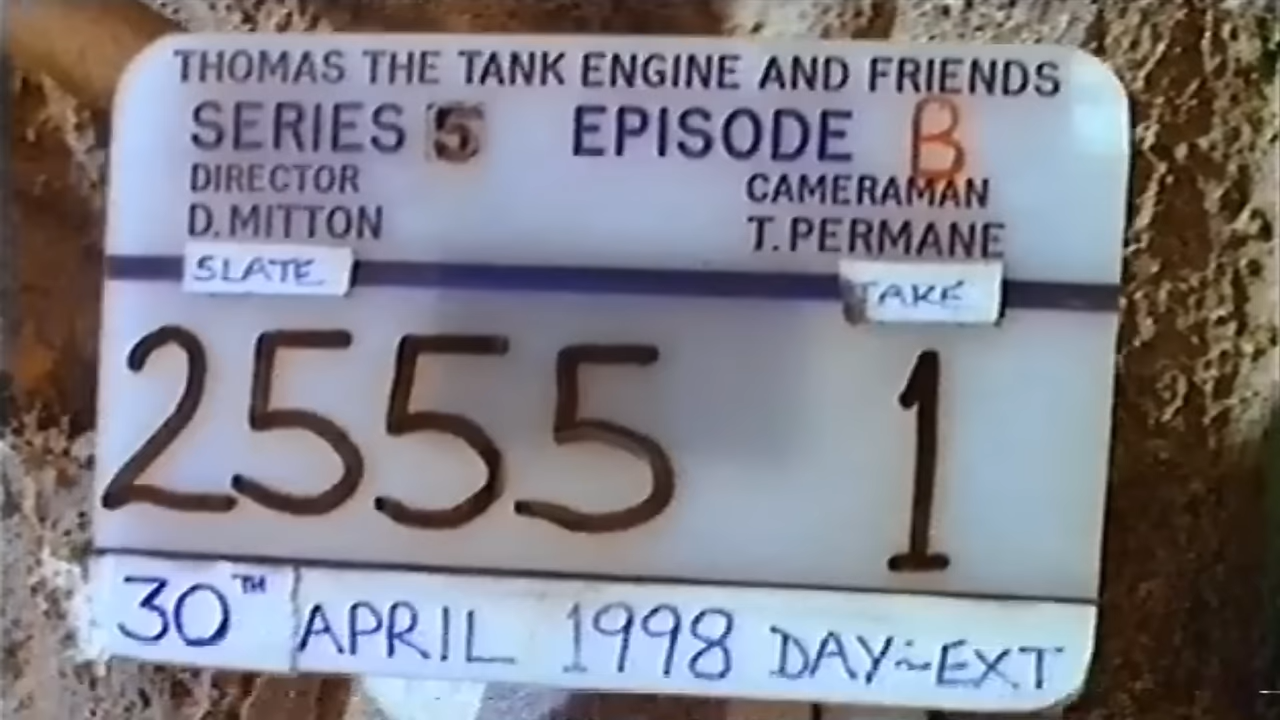 THOMAS THE TANK ENGINE AND FRIENDS
SERIES 5 EPISODE B
DIRECTOR CAMERAMAN
D. MITTON T. PERMANE
SLATE TAKE
2555 1
30TH APRIL 1998 DAY~EXT